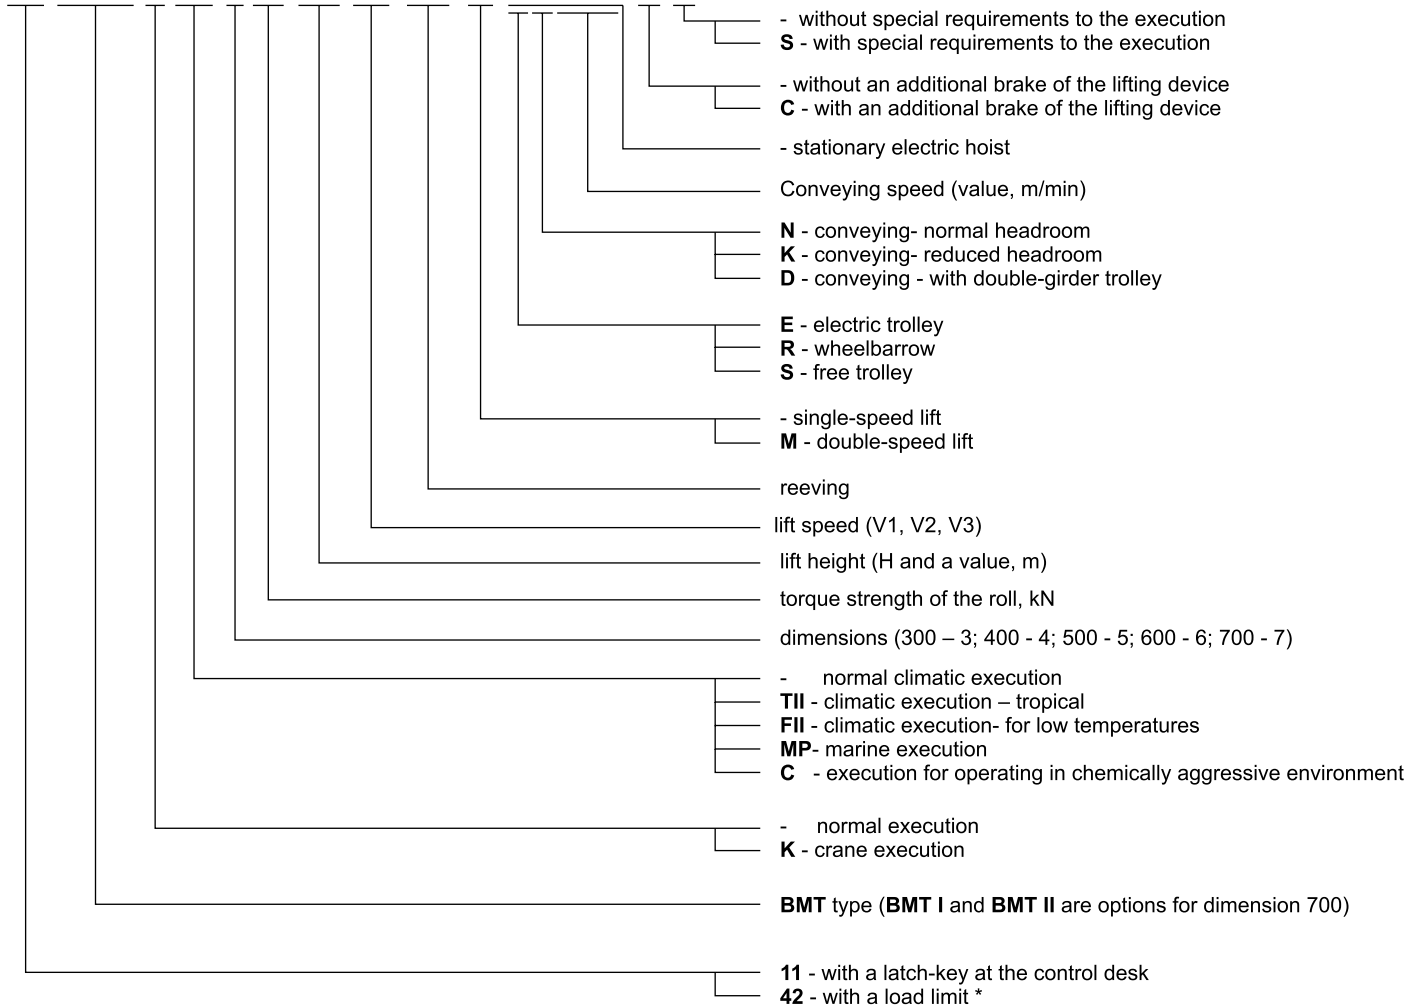 -  without special requirements to the execution
S - with special requirements to the execution
- without an additional brake of the lifting device
C - with an additional brake of the lifting device
- stationary electric hoist
Conveying speed (value, m/min)
N - conveying- normal headroom
K - conveying- reduced headroom
D - conveying - with double-girder trolley
E - electric trolley
R - wheelbarrow
S - free trolley
- single-speed lift
M - double-speed lift
reeving
lift speed (V1, V2, V3)
lift height (H and a value, m)
torque strength of the roll, kN
dimensions (300 – 3; 400 - 4; 500 - 5; 600 - 6; 700 - 7)
-     normal climatic execution
TII - climatic execution – tropical
FII - climatic execution- for low temperatures
MP- marine execution
C   - execution for operating in chemically aggressive environment
-     normal execution
K - crane execution
BMT type (BMT I and BMT II are options for dimension 700)
11 - with a latch-key at the control desk
42 - with a load limit *